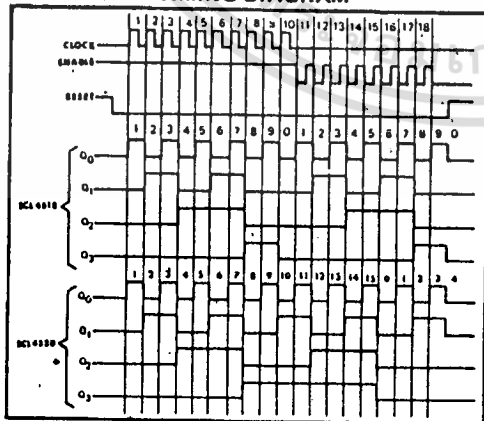 TIMING DIAGRAM
1 2 3 4 5 6 7 8 9 10 11 12 13 14 15 16 17 18
CLOCK
ENABLE
RESET
1 2 3 4 5 6 7 8 9 0 1 2 3 4 5 6 7 8 9 0
Q0
Q1
Q2
Q3
1 2 3 4 5 6 7 8 9 10 11 12 13 14 15 0 1 2 3 4
Q0
Q1
Q2
Q3